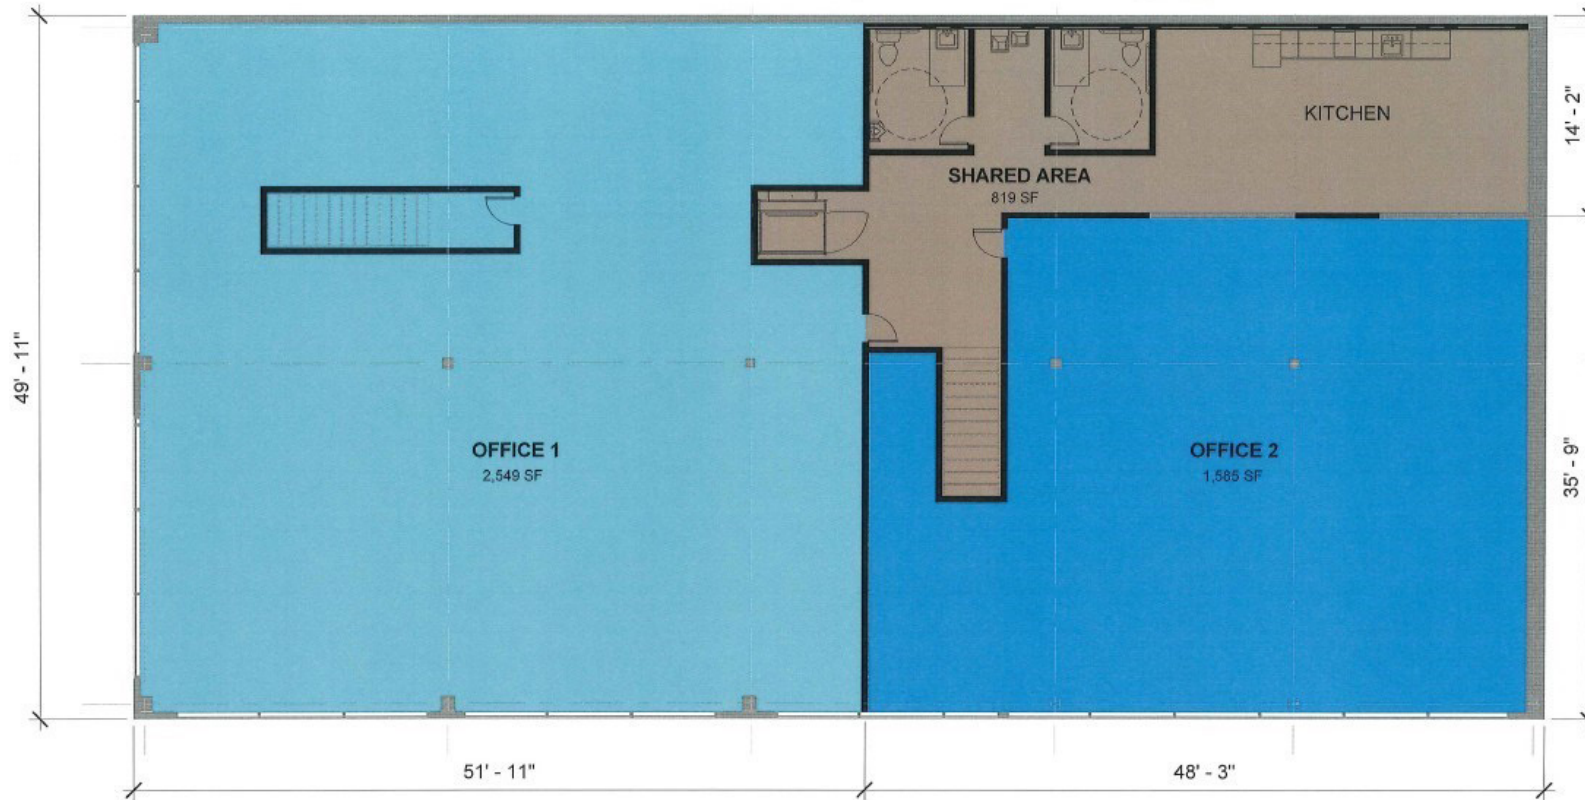 14' - 2"
KITCHEN
SHARED AREA
819 SF
49' - 11"
OFFICE 1
2,549 SF
OFFICE 2
1,585 SF
35' - 9"
51' - 11"
48' - 3"